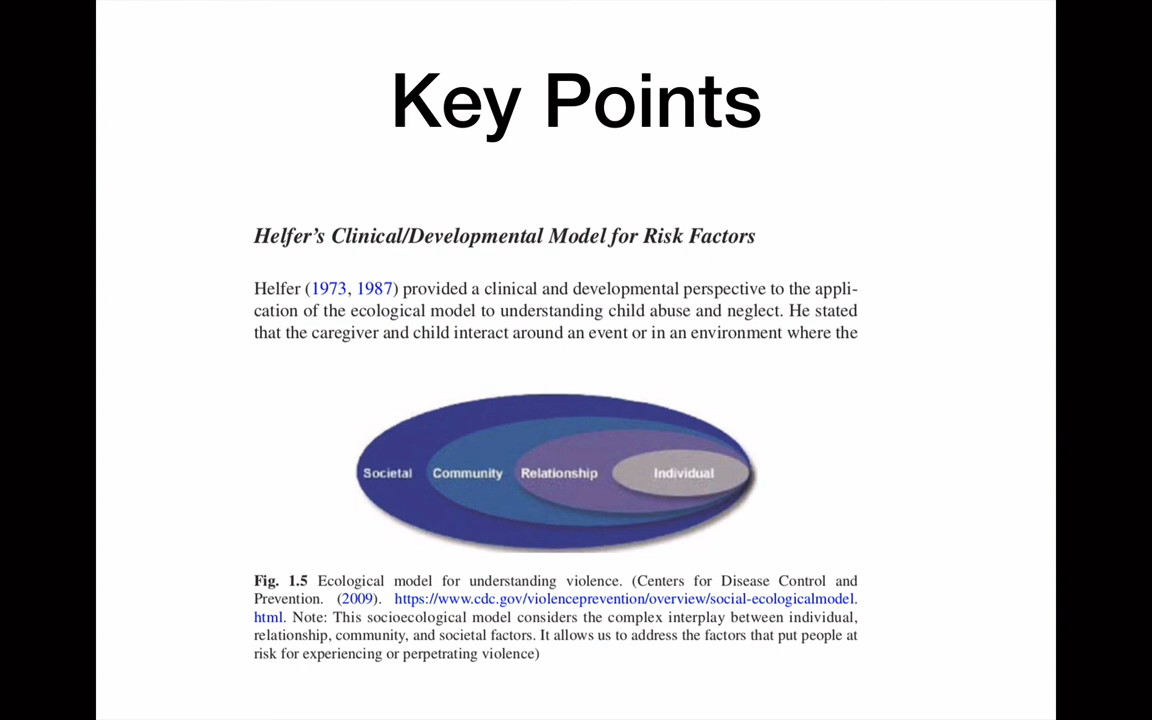 Key Points
Helfer's Clinical/Developmental Model for Risk Factors
Helfer (1973, 1987) provided a clinical and developmental perspective to the appli-
cation of the ecological model to understanding child abuse and neglect. He stated
that the caregiver and child interact around an event or in an environment where the
Societal Community Relationship Individual
Fig. 1.5 Ecological model for understanding violence. (Centers for Disease Control and
Prevention. (2009). https://www.cdc.gov/violenceprevention/overview/social-ecologicalmodel.
html. Note: This socioecological model considers the complex interplay between individual,
relationship, community, and societal factors. It allows us to address the factors that put people at
risk for experiencing or perpetrating violence)